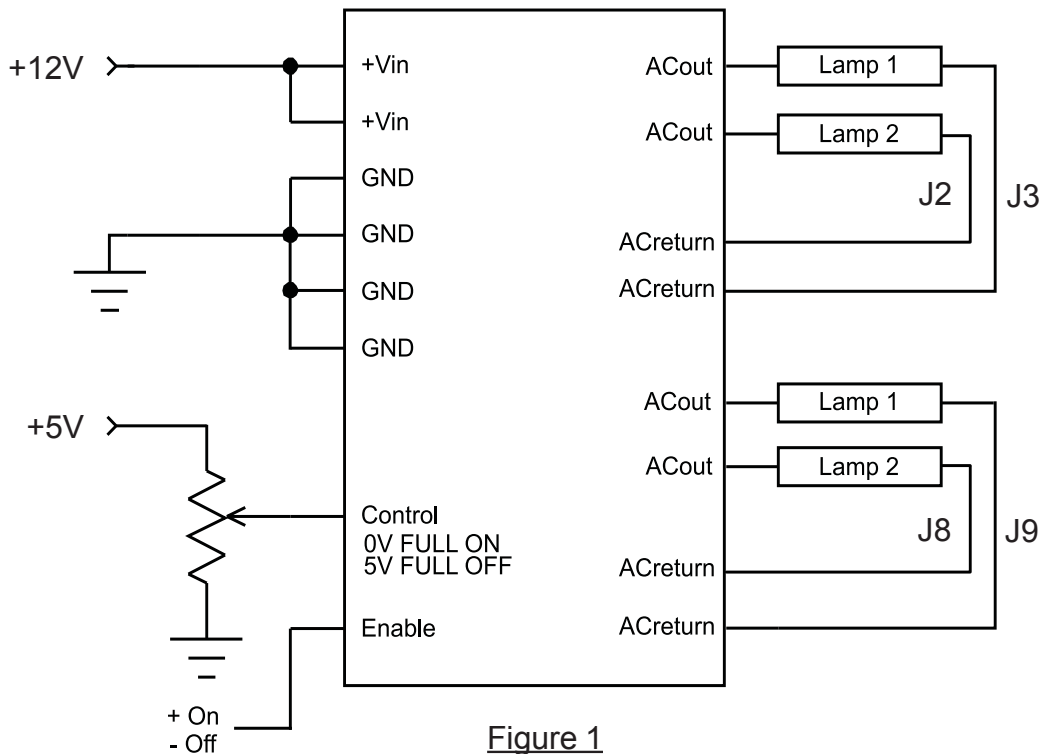 +12V
+Vin
+Vin
GND
GND
GND
GND
+5V
Control
0V FULL ON
5V FULL OFF
Enable
+ On
- Off
ACout
Lamp 1
ACout
Lamp 2
J2
J3
ACreturn
ACreturn
ACout
Lamp 1
ACout
Lamp 2
J8
J9
ACreturn
ACreturn
Figure 1